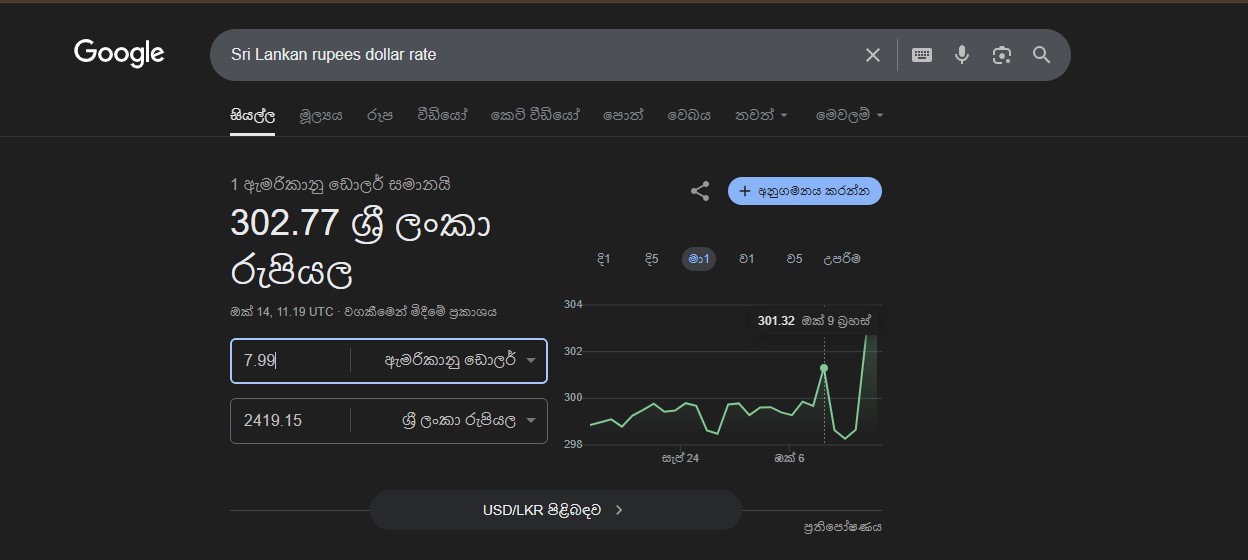 Google
Sri Lankan rupees dollar rate
සියල්ල
මූල්‍යය
රූප
වීඩියෝ
කෙටි වීඩියෝ
පොත්
වෙබය
තවත්
මෙවලම්
1 ඇමරිකානු ඩොලර් සමානයි
302.77 ශ්‍රී ලංකා
රුපියල
ඔක් 14, 11.19 UTC · වගකීමෙන් මිදීමේ ප්‍රකාශය
7.99 ඇමරිකානු ඩොලර්
2419.15 ශ්‍රී ලංකා රුපියල
අනුගමනය කරන්න
දි1
දි5
මා1
ව1
ව5
උපරිම
304
301.32 ඔක් 9 බ්‍රහස්
302
300
298
සැප් 24
ඔක් 6
USD/LKR පිළිබඳව
ප්‍රතිපෝෂණය